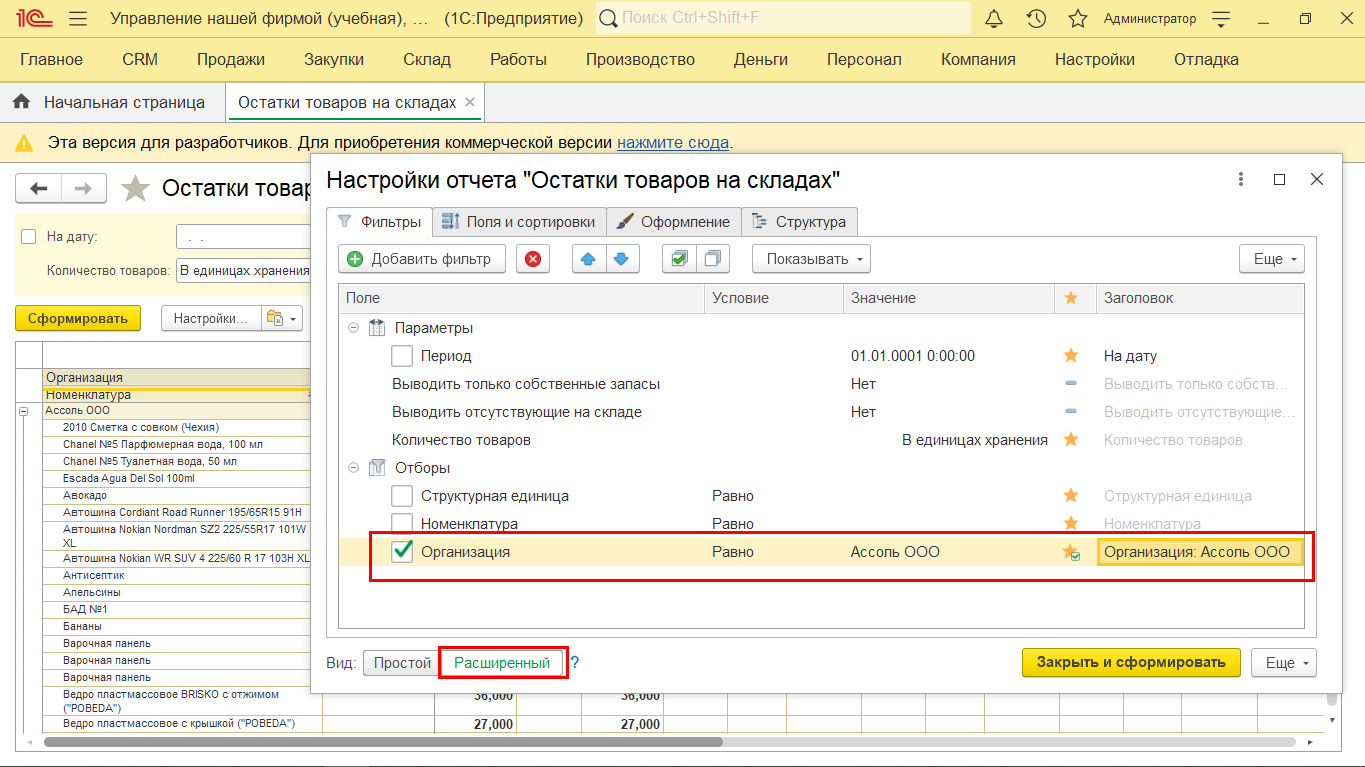 1С Управление нашей фирмой (учебная), ... (1С:Предприятие) Поиск Ctrl+Shift+F Администратор
Главное CRM Продажи Закупки Склад Работы Производство Деньги Персонал Компания Настройки Отладка
Начальная страница Остатки товаров на складах ×
Эта версия для разработчиков. Для приобретения коммерческой версии нажмите сюда.
Остатки товар
На дату: . .
Количество товаров: В единицах хранения
Сформировать Настройки...
Организация
Номенклатура
Ассоль ООО
2010 Сметка с совком (Чехия)
Chanel №5 Парфюмерная вода, 100 мл
Chanel №5 Туалетная вода, 50 мл
Escada Agua Del Sol 100ml
Авокадо
Автошина Cordiant Road Runner 195/65R15 91H
Автошина Nokian Nordman SZ2 225/55R17 101W
XL
Автошина Nokian WR SUV 4 225/60 R 17 103H XL
Антисептик
Апельсины
БАД №1
Бананы
Варочная панель
Варочная панель
Варочная панель
Ведро пластмассовое BRISKO с отжимом
("POBEDA")
36,000 36,000
Ведро пластмассовое с крышкой ("POBEDA")
27,000 27,000
Настройки отчета "Остатки товаров на складах"
Фильтры Поля и сортировки Оформление Структура
Добавить фильтр Показывать Еще
Поле Условие Значение Заголовок
Параметры
Период 01.01.0001 0:00:00 На дату
Выводить только собственные запасы Нет Выводить только собств...
Выводить отсутствующие на складе Нет Выводить отсутствующие...
Количество товаров В единицах хранения Количество товаров
Отборы
Структурная единица Равно Структурная единица
Номенклатура Равно Номенклатура
Организация Равно Ассоль ООО Организация: Ассоль ООО
Вид: Простой Расширенный ? Закрыть и сформировать Еще